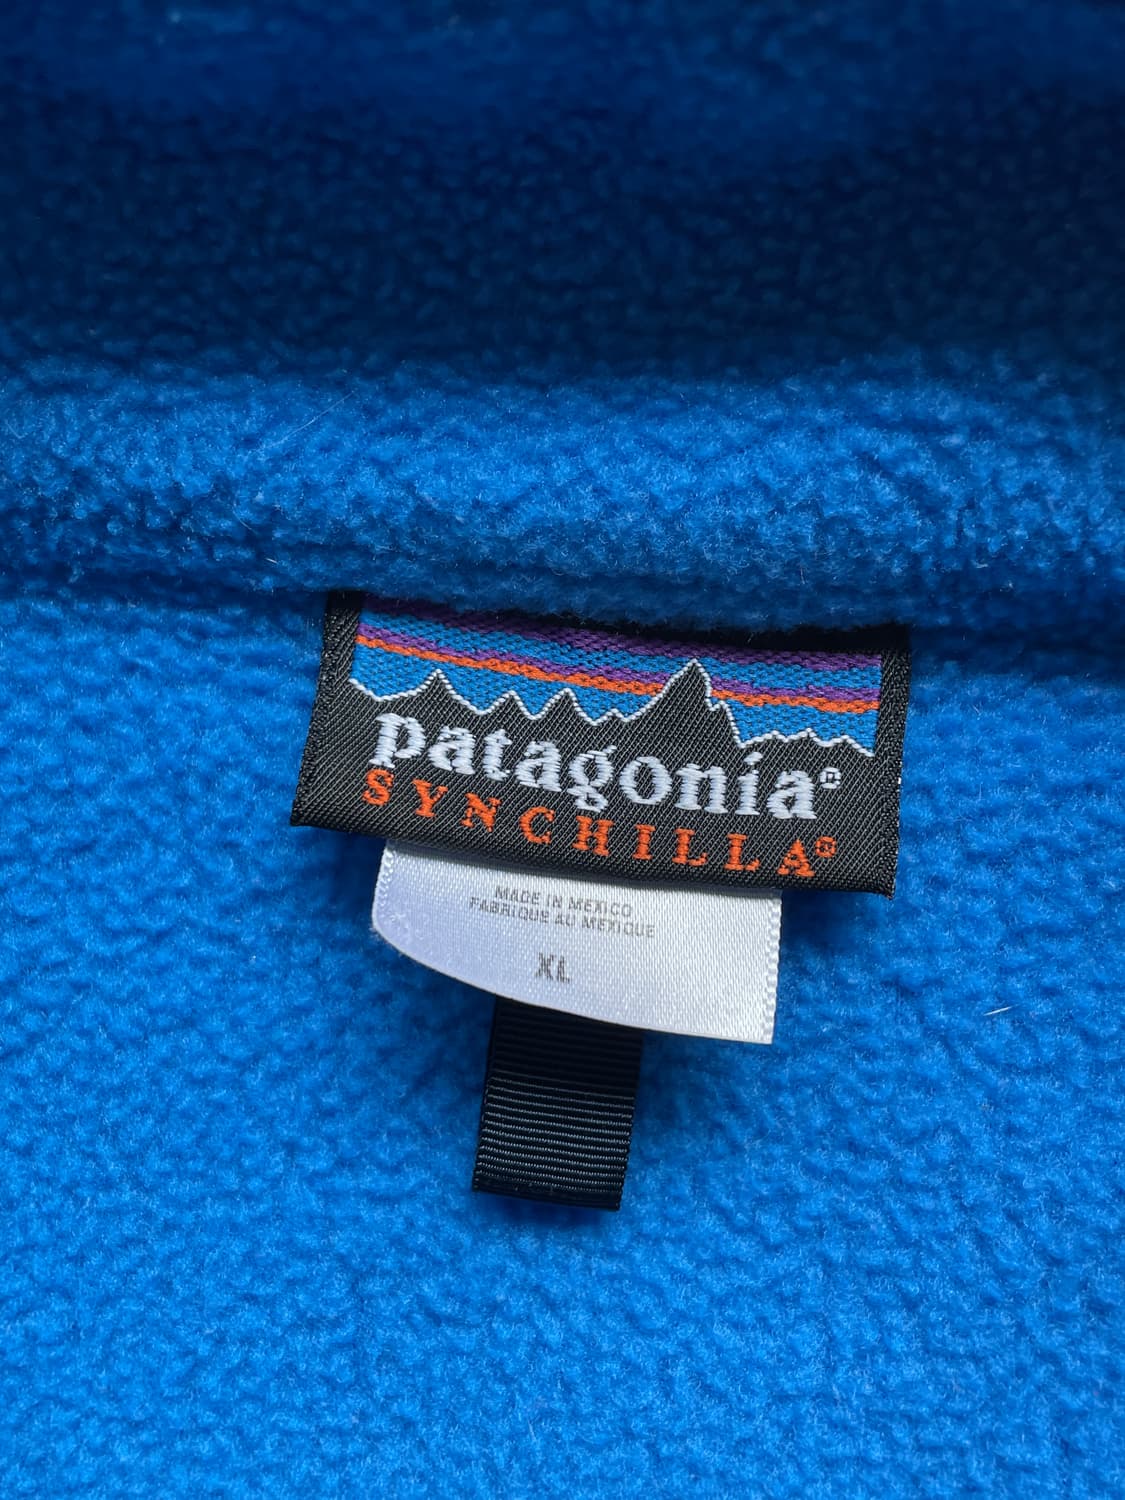 patagonia®
SYNCHILLA®
MADE IN MEXICO
FABRIQUE AU MEXIQUE
XL